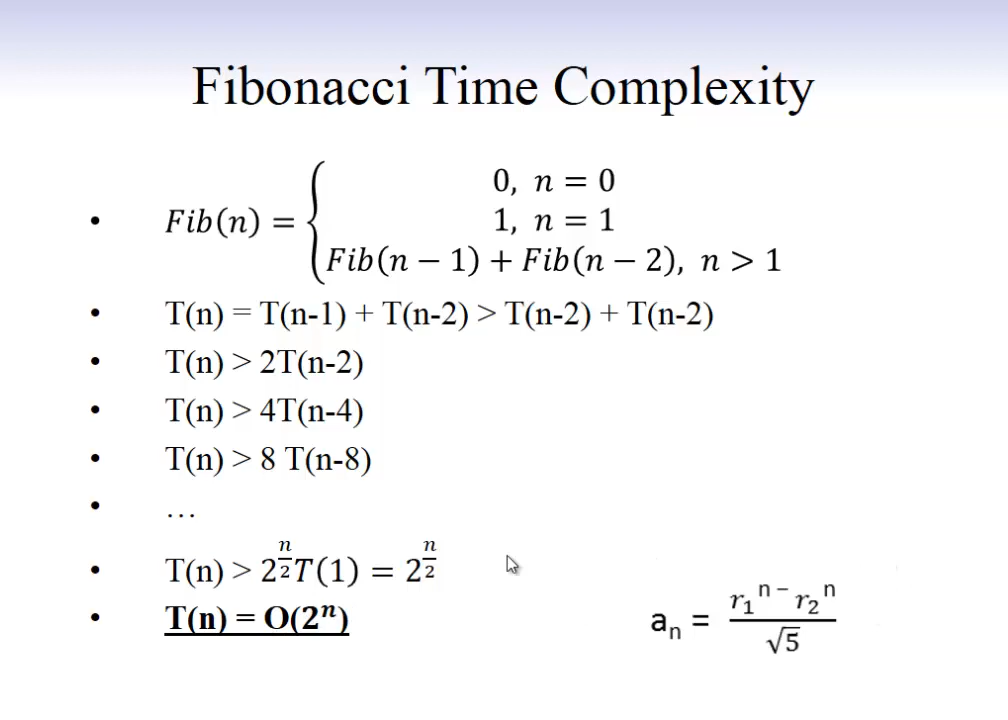 Fibonacci Time Complexity
• Fib(n) = { 0, n = 0
1, n = 1
Fib(n − 1) + Fib(n − 2), n > 1
• T(n) = T(n-1) + T(n-2) > T(n-2) + T(n-2)
• T(n) > 2T(n-2)
• T(n) > 4T(n-4)
• T(n) > 8 T(n-8)
• …
• T(n) > 2^(n/2) T(1) = 2^(n/2)
• T(n) = O(2^n)
a_n = (r_1^n − r_2^n)/√5